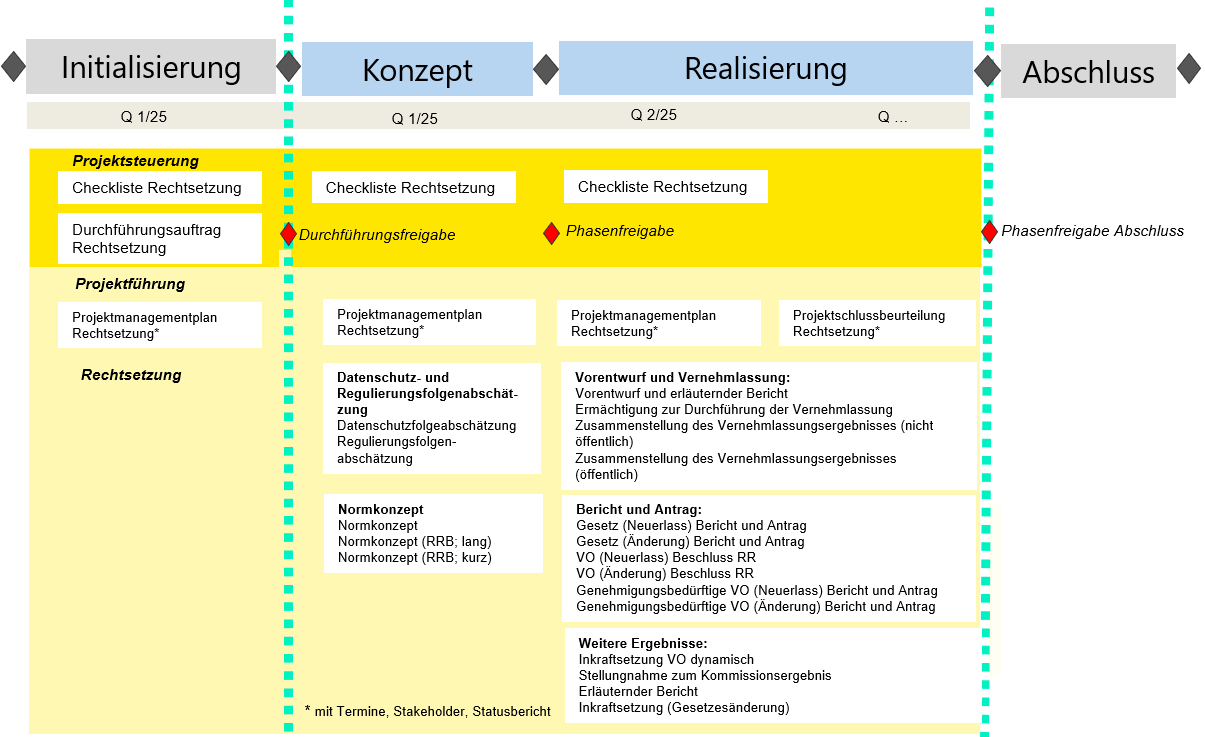 Initialisierung
Konzept
Realisierung
Abschluss
Q 1/25
Q 1/25
Q 2/25
Q ...
Projektsteuerung
Checkliste Rechtsetzung
Checkliste Rechtsetzung
Checkliste Rechtsetzung
Durchführungsauftrag
Rechtsetzung
Durchführungsfreigabe
Phasenfreigabe
Phasenfreigabe Abschluss
Projektführung
Projektmanagementplan
Rechtsetzung*
Projektmanagementplan
Rechtsetzung*
Projektmanagementplan
Rechtsetzung*
Projektschlussbeurteilung
Rechtsetzung*
Rechtsetzung
Datenschutz- und
Regulierungsfolgenabschät-
zung
Datenschutzfolgeabschätzung
Regulierungsfolgen-
abschätzung
Normkonzept
Normkonzept
Normkonzept (RRB; lang)
Normkonzept (RRB; kurz)
Vorentwurf und Vernehmlassung:
Vorentwurf und erläuternder Bericht
Ermächtigung zur Durchführung der Vernehmlassung
Zusammenstellung des Vernehmlassungsergebnisses (nicht
öffentlich)
Zusammenstellung des Vernehmlassungsergebnisses
(öffentlich)
Bericht und Antrag:
Gesetz (Neuerlass) Bericht und Antrag
Gesetz (Änderung) Bericht und Antrag
VO (Neuerlass) Beschluss RR
VO (Änderung) Beschluss RR
Genehmigungsbedürftige VO (Neuerlass) Bericht und Antrag
Genehmigungsbedürftige VO (Änderung) Bericht und Antrag
Weitere Ergebnisse:
Inkraftsetzung VO dynamisch
Stellungnahme zum Kommissionsergebnis
Erläuternder Bericht
Inkraftsetzung (Gesetzesänderung)
* mit Termine, Stakeholder, Statusbericht